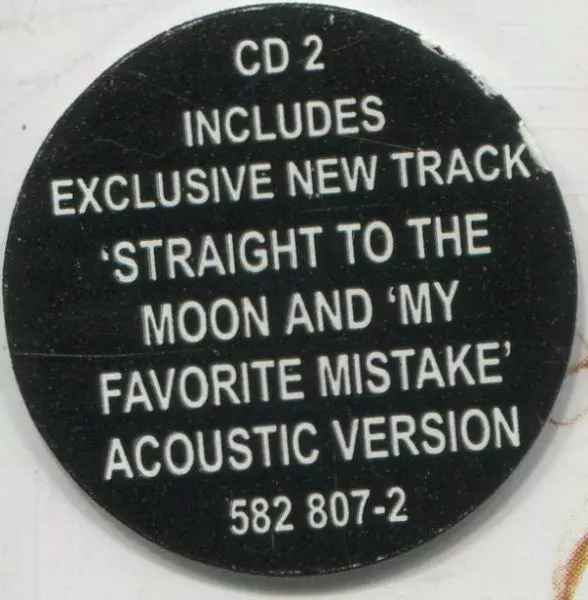 CD 2
INCLUDES
EXCLUSIVE NEW TRACK
‘STRAIGHT TO THE
MOON AND ‘MY
FAVORITE MISTAKE’
ACOUSTIC VERSION
582 807-2